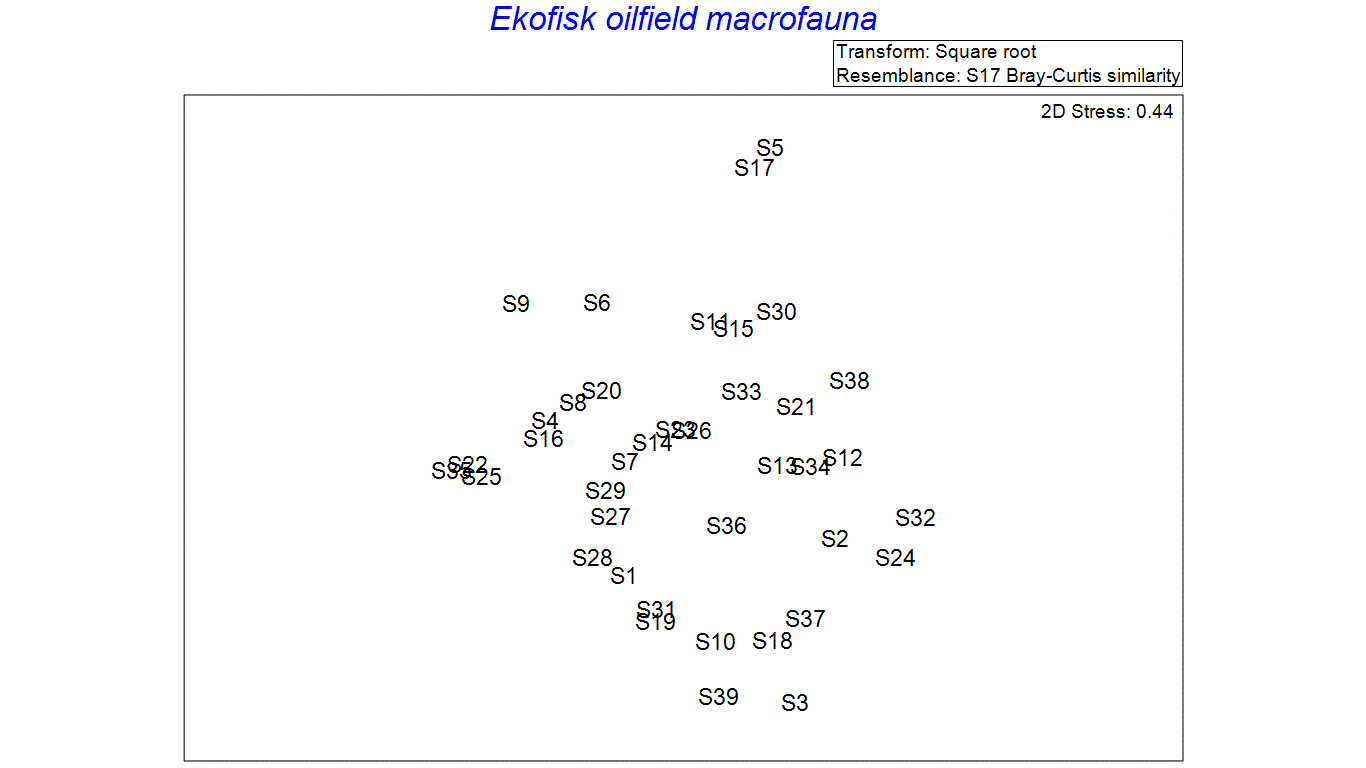 Ekofisk oilfield macrofauna
Transform: Square root
Resemblance: S17 Bray-Curtis similarity
2D Stress: 0.44
S5
S17
S9
S6
S30
S11
S15
S38
S20
S33
S8
S21
S4
S23
S26
S16
S14
S12
S7
S22
S13
S34
S35
S25
S29
S27
S32
S36
S2
S28
S24
S1
S31
S37
S19
S10
S18
S39
S3